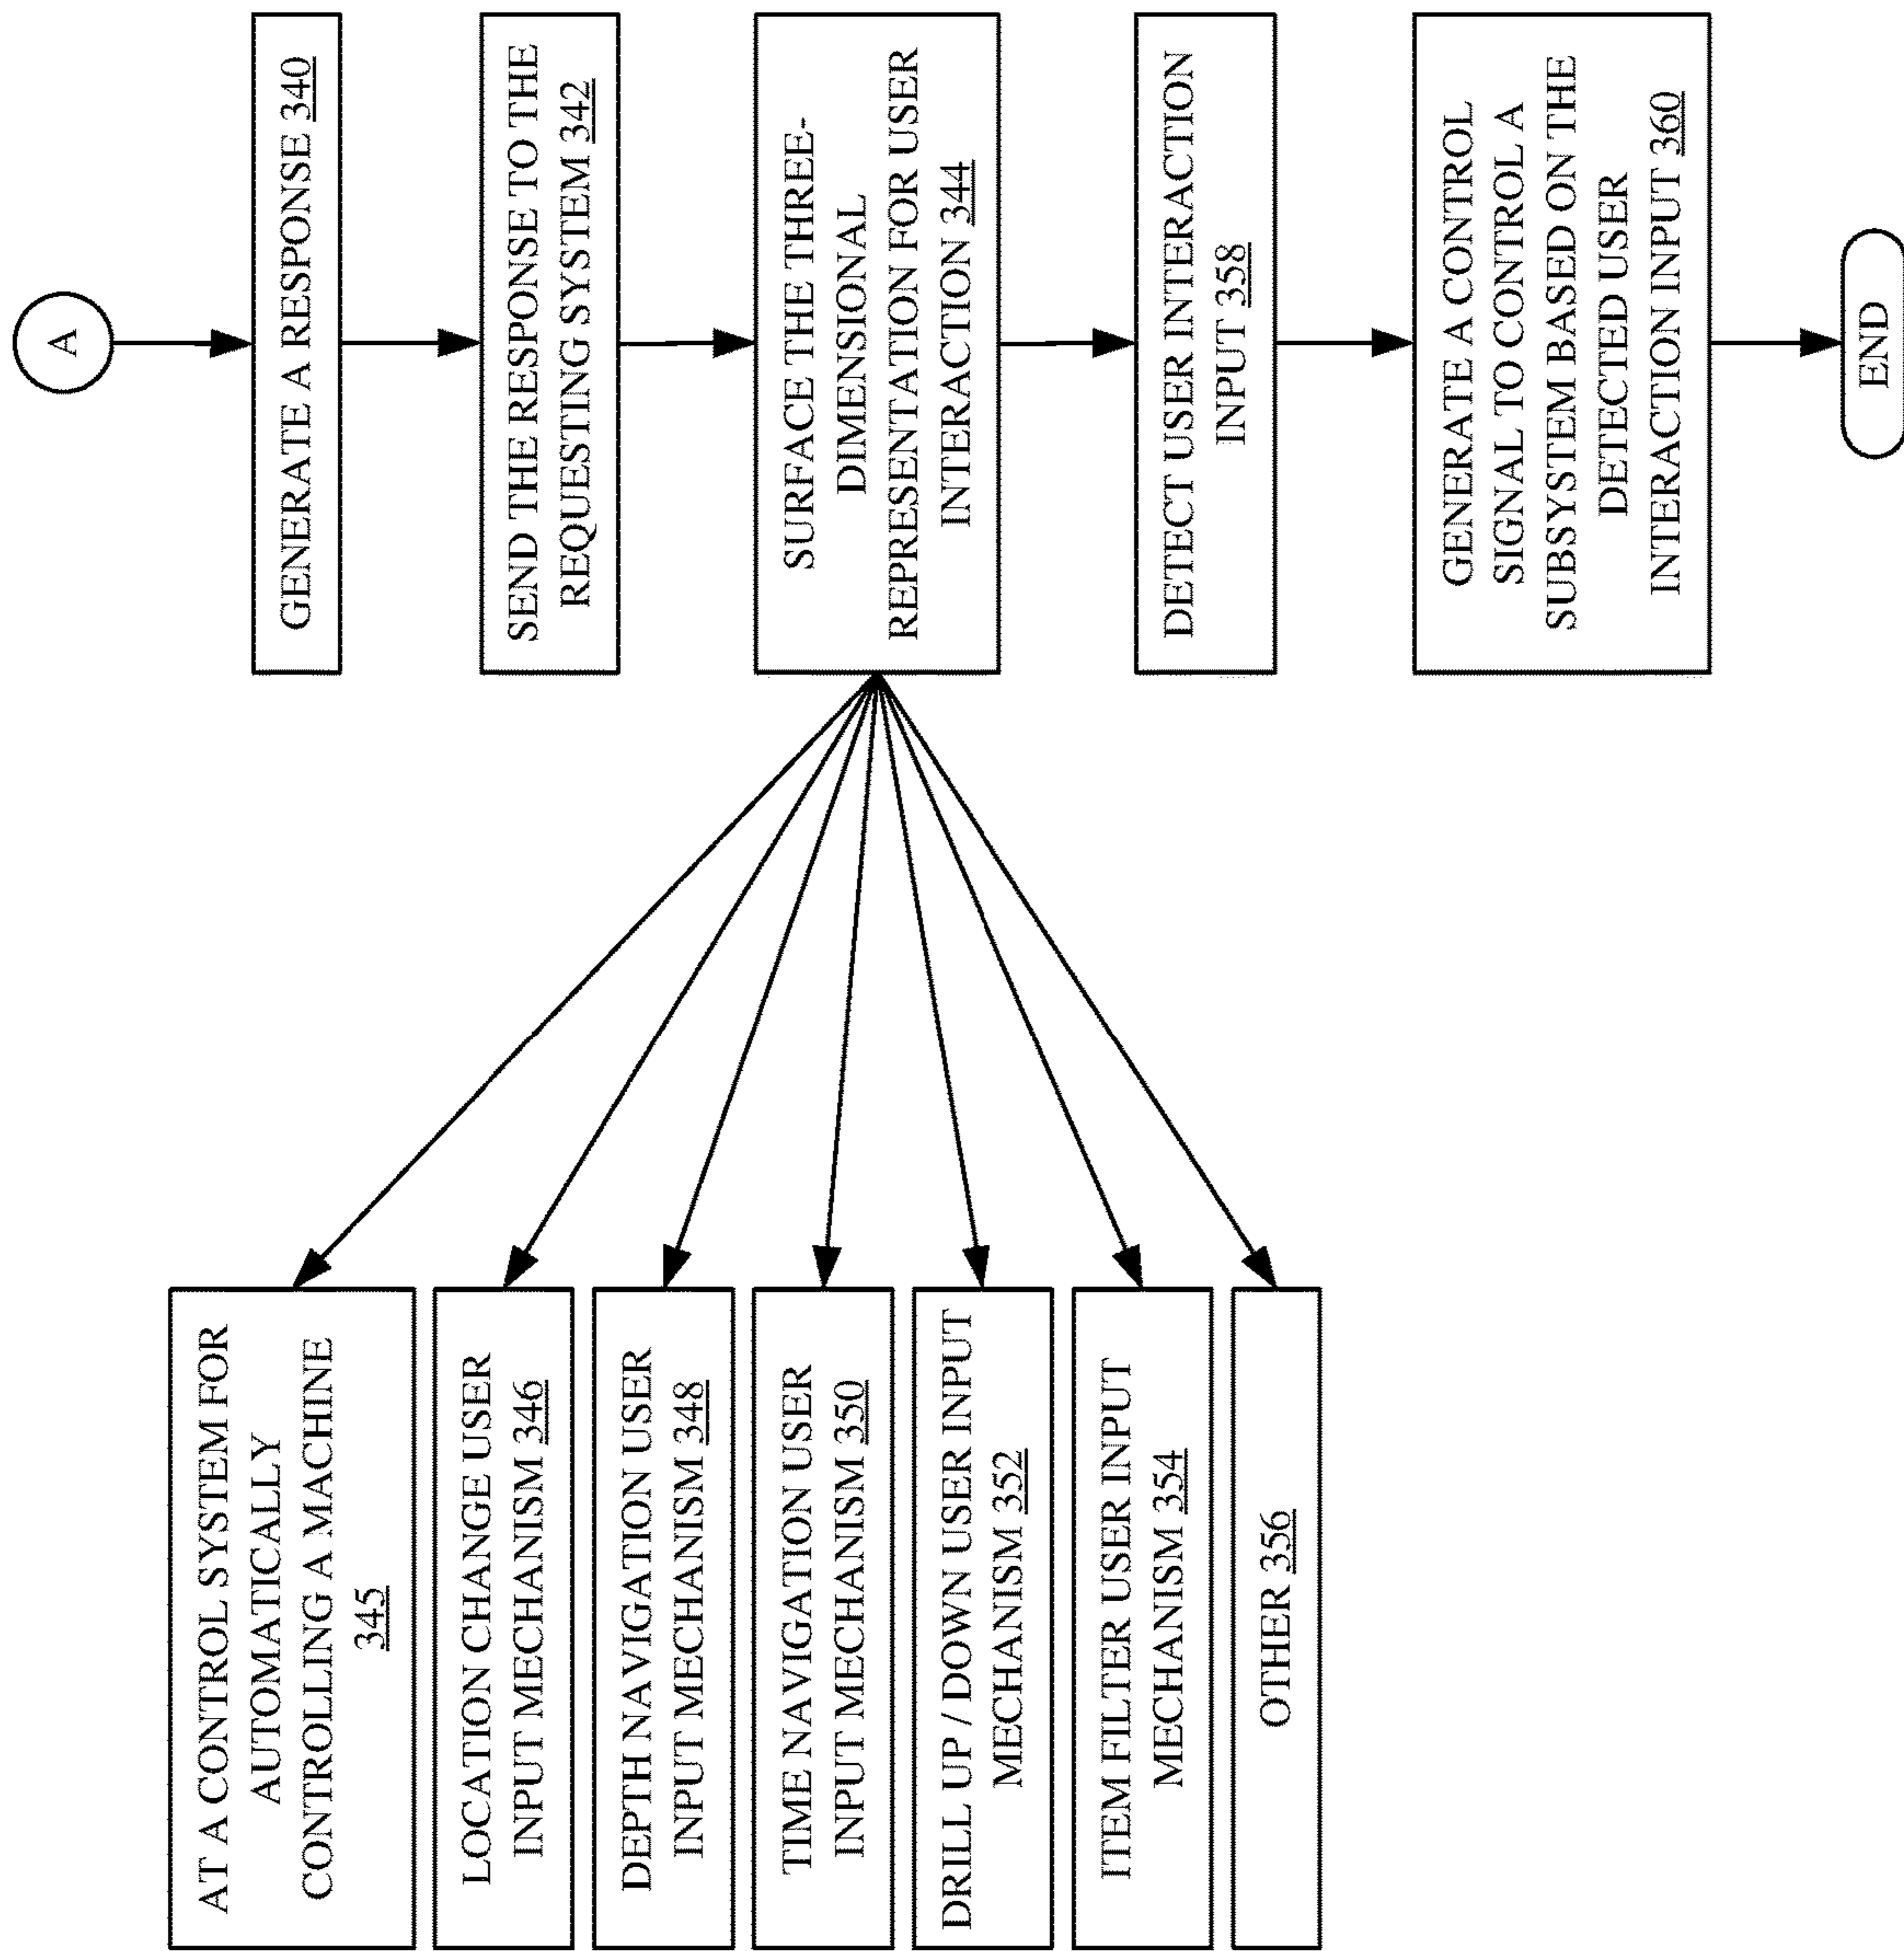 A
GENERATE A RESPONSE 340
SEND THE RESPONSE TO THE
REQUESTING SYSTEM 342
SURFACE THE THREE-
DIMENSIONAL
REPRESENTATION FOR USER
INTERACTION 344
AT A CONTROL SYSTEM FOR
AUTOMATICALLY
CONTROLLING A MACHINE
345
LOCATION CHANGE USER
INPUT MECHANISM 346
DEPTH NAVIGATION USER
INPUT MECHANISM 348
TIME NAVIGATION USER
INPUT MECHANISM 350
DRILL UP / DOWN USER INPUT
MECHANISM 352
ITEM FILTER USER INPUT
MECHANISM 354
OTHER 356
DETECT USER INTERACTION
INPUT 358
GENERATE A CONTROL
SIGNAL TO CONTROL A
SUBSYSTEM BASED ON THE
DETECTED USER
INTERACTION INPUT 360
END